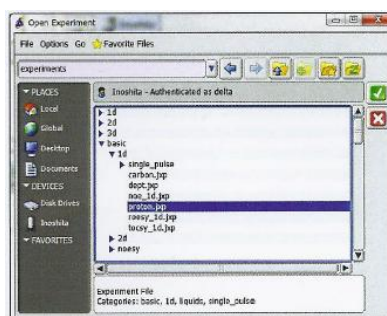 Open Experiment
Inoshita
File Options Go Favorite Files
experiments
PLACES
Local
Global
Desktop
Documents
DEVICES
Disk Drives
Inoshita
FAVORITES
Inoshita - Authenticated as delta
1d
2d
3d
basic
1d
single_pulse
carbon.jxp
dept.jxp
noe_1d.jxp
proton.jxp
roesy_1d.jxp
tocsy_1d.jxp
2d
noesy
Experiment File
Categories: basic, 1d, liquids, single_pulse